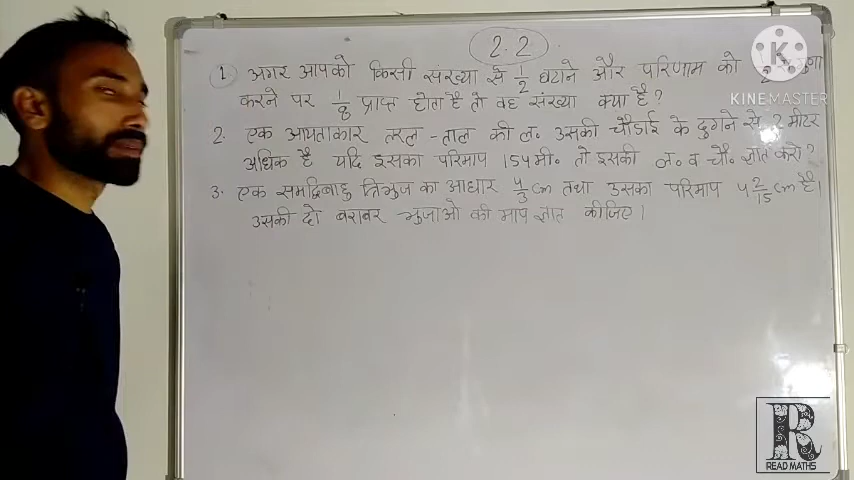 2.2
1. अगर आपको किसी संख्या से 1/2 घटाने और परिणाम को
करने पर 1/8 प्राप्त होता है तो वह संख्या क्या है?
2. एक आयताकार तरल-ताल की ल० उसकी चौडाई के दुगने से 2 मीटर
अधिक है यदि इसका परिमाप 154मी० तो इसकी ल० व चौ० ज्ञात करो?
3. एक समद्विबाहु त्रिभुज का आधार 4/3 cm तथा उसका परिमाप 4 2/15 cm है।
उसकी दो बराबर भुजाओ की माप ज्ञात कीजिए।
KINEMASTER
R
READ MATHS